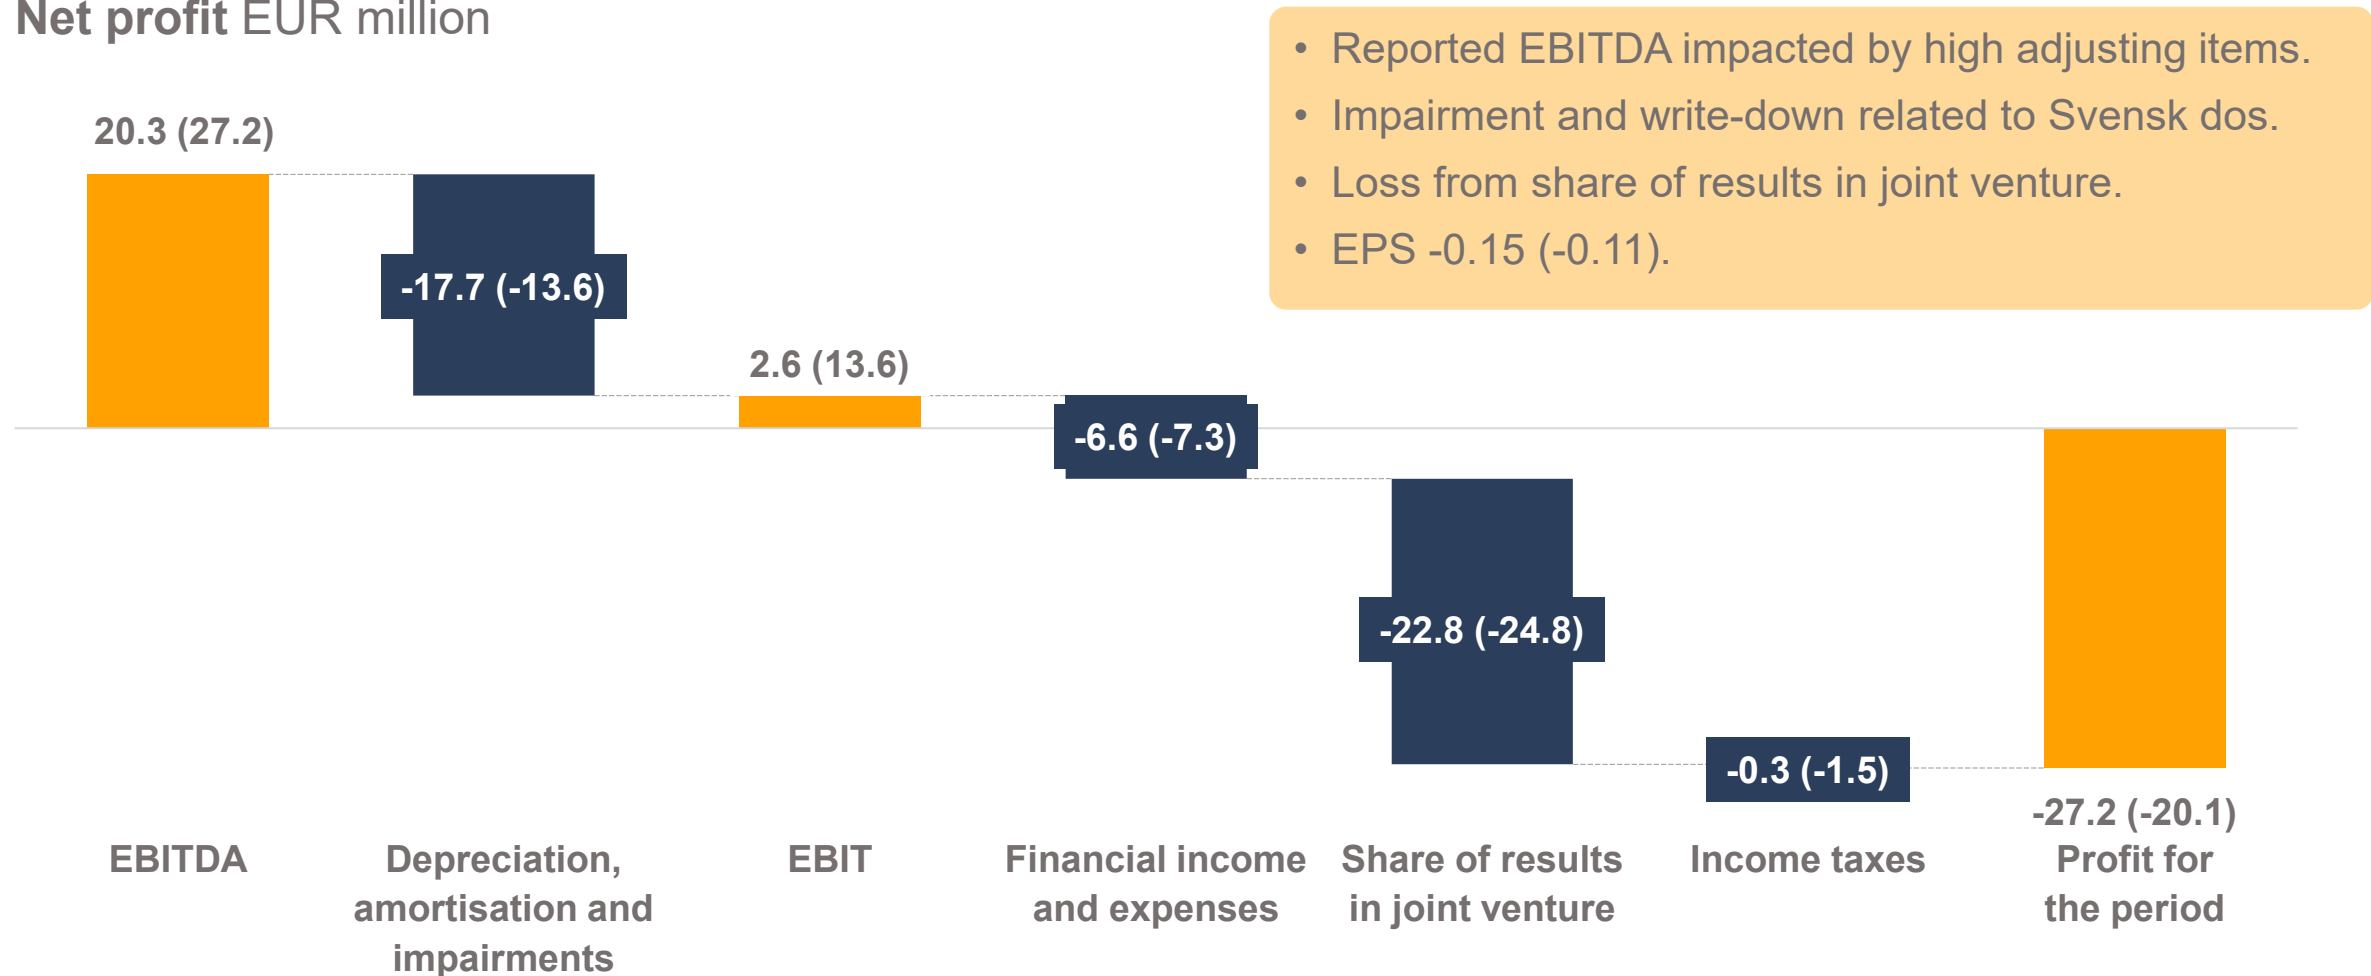 Net profit EUR million
• Reported EBITDA impacted by high adjusting items.
• Impairment and write-down related to Svensk dos.
• Loss from share of results in joint venture.
• EPS -0.15 (-0.11).
20.3 (27.2)
-17.7 (-13.6)
2.6 (13.6)
-6.6 (-7.3)
-22.8 (-24.8)
-0.3 (-1.5)
-27.2 (-20.1)
EBITDA
Depreciation,
amortisation and
impairments
EBIT
Financial income
and expenses
Share of results
in joint venture
Income taxes
Profit for
the period